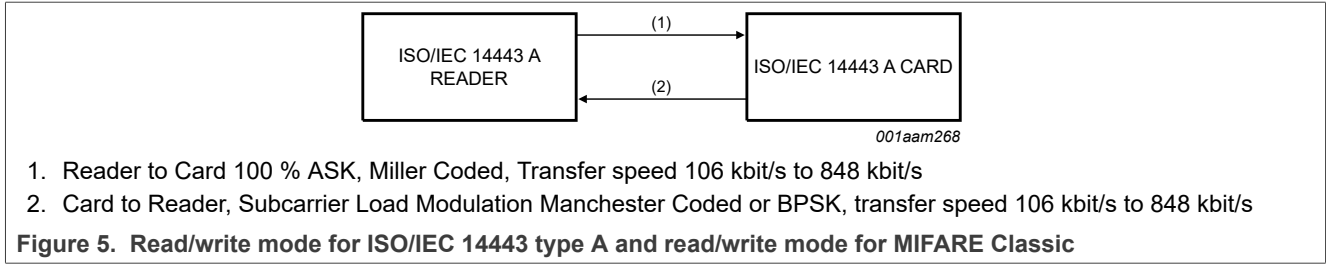 (1)
ISO/IEC 14443 A
READER
ISO/IEC 14443 A CARD
(2)
001aam268
1. Reader to Card 100 % ASK, Miller Coded, Transfer speed 106 kbit/s to 848 kbit/s
2. Card to Reader, Subcarrier Load Modulation Manchester Coded or BPSK, transfer speed 106 kbit/s to 848 kbit/s
Figure 5. Read/write mode for ISO/IEC 14443 type A and read/write mode for MIFARE Classic